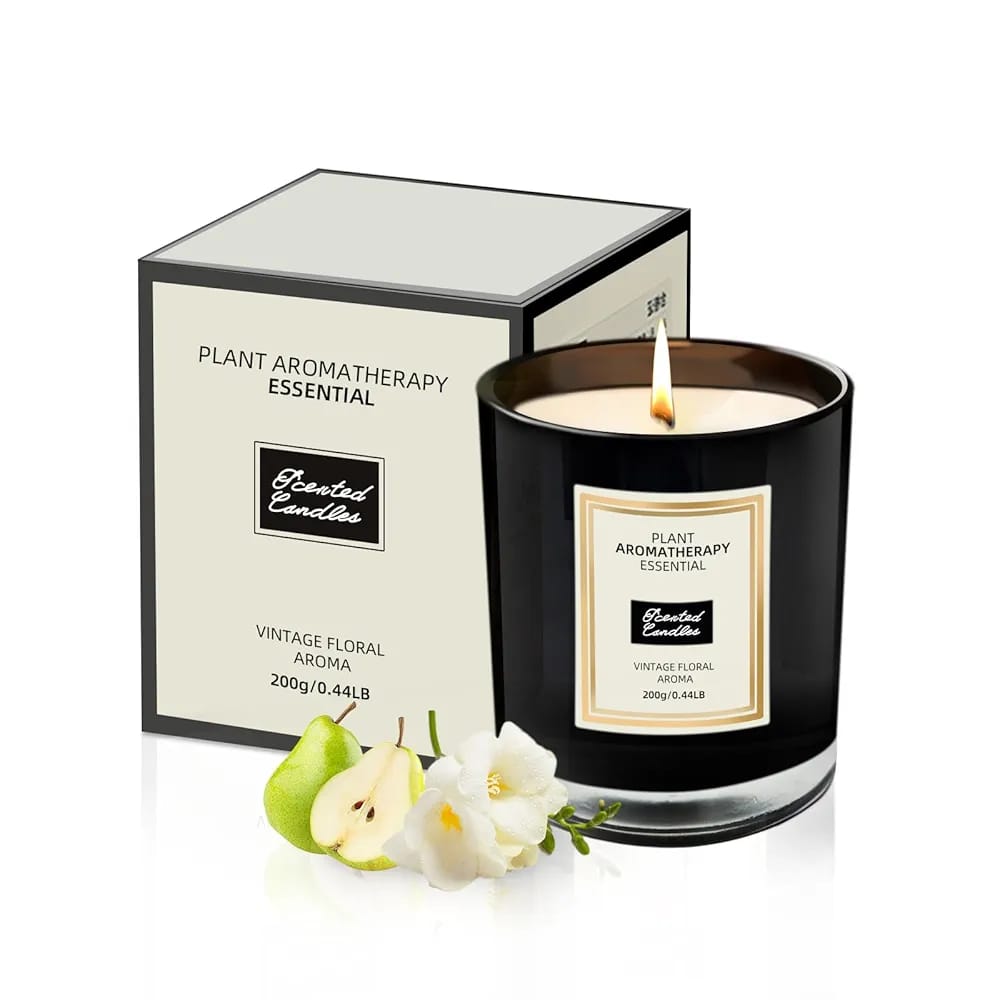 PLANT AROMATHERAPY
ESSENTIAL
Scented
Candles
VINTAGE FLORAL
AROMA
200g/0.44LB
PLANT
AROMATHERAPY
ESSENTIAL
Scented
Candles
VINTAGE FLORAL
AROMA
200g/0.44LB